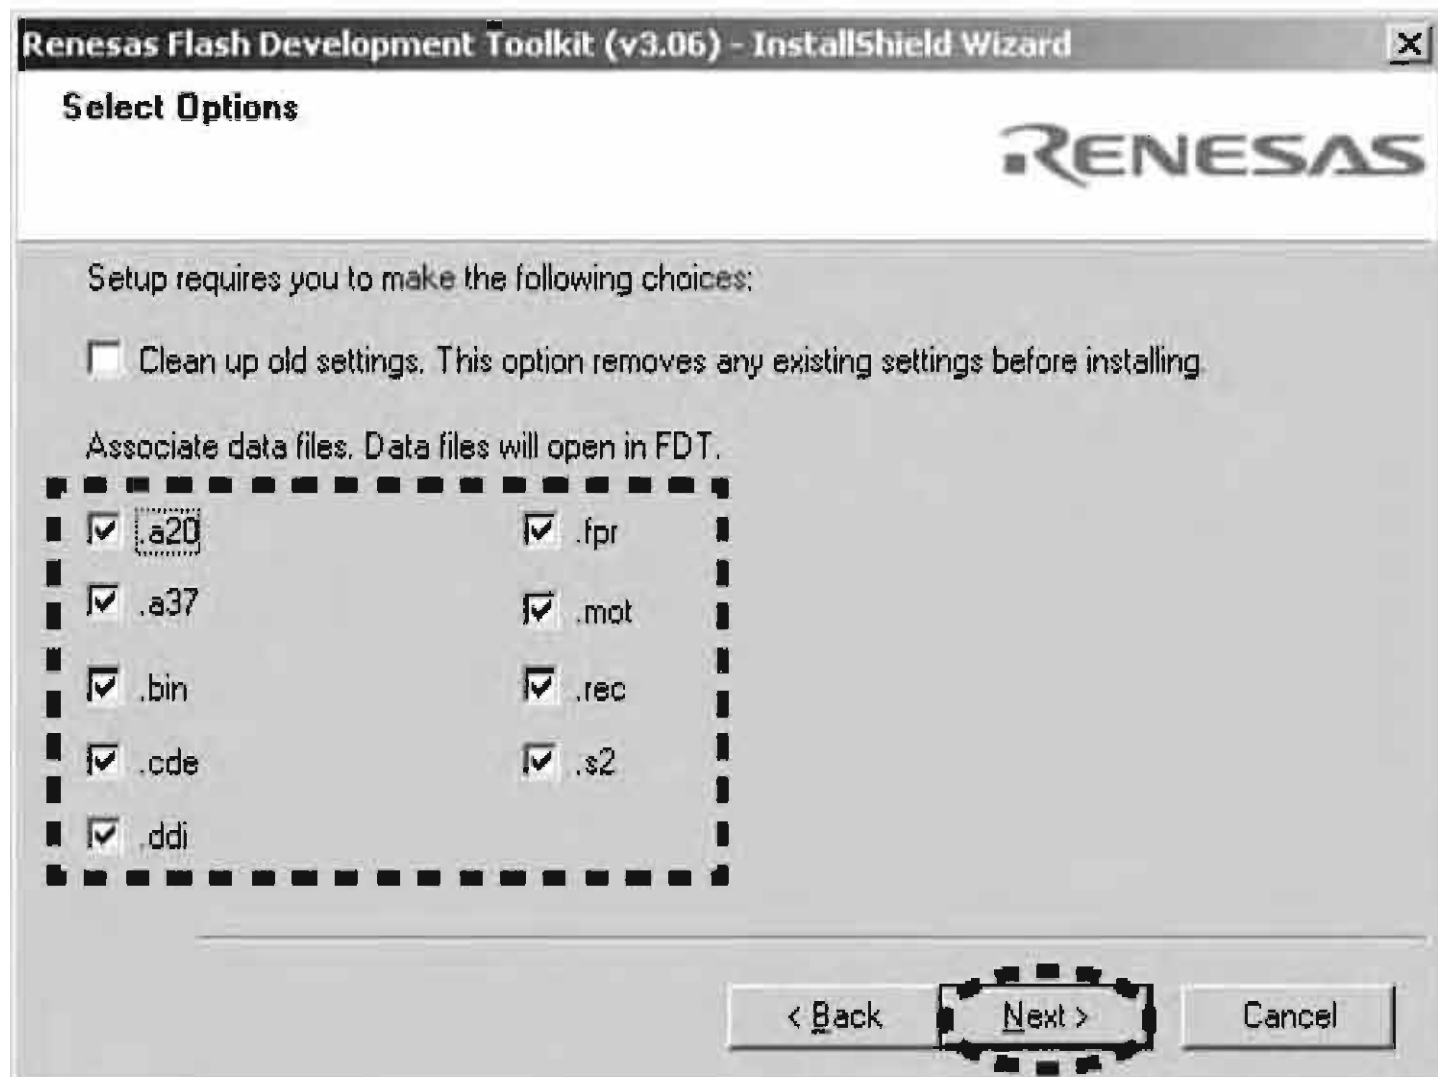 Renesas Flash Development Toolkit (v3.06) - InstallShield Wizard
Select Options
RENESAS
Setup requires you to make the following choices:
Clean up old settings. This option removes any existing settings before installing.
Associate data files. Data files will open in FDT.
.a20 .fpr
.a37 .mot
.bin .rec
.cde .s2
.ddi
< Back Next > Cancel